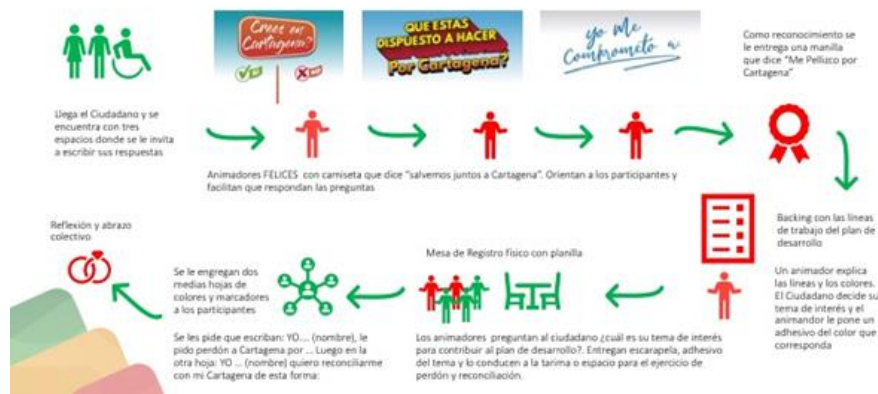 Crees en
Cartagena?
SI
NO
QUE ESTAS
DISPUESTO A HACER
Por Cartagena?
yo Me
Comprometo a:
Como reconocimiento se
le entrega una manilla
que dice "Me Pellizco por
Cartagena"
Llega el Ciudadano y se
encuentra con tres
espacios donde se le invita
a escribir sus respuestas
Animadores FELICES con camiseta que dice "salvemos juntos a Cartagena". Orientan a los participantes y
facilitan que respondan las preguntas
Backing con las líneas
de trabajo del plan de
desarrollo
Un animador explica
las líneas y los colores.
El Ciudadano decide su
tema de interés y el
animandor le pone un
adhesivo del color que
corresponda
Mesa de Registro físico con planilla
Los animadores preguntan al ciudadano ¿cuál es su tema de interés
para contribuir al plan de desarrollo?. Entregan escarapela, adhesivo
del tema y lo conducen a la tarima o espacio para el ejercicio de
perdón y reconciliación.
Se le engregan dos
medias hojas de
colores y marcadores
a los participantes
Se les pide que escriban: YO.... (nombre), le
pido perdón a Cartagena por ... Luego en la
otra hoja: YO ... (nombre) quiero reconciliarme
con mi Cartagena de esta forma:
Reflexión y abrazo
colectivo